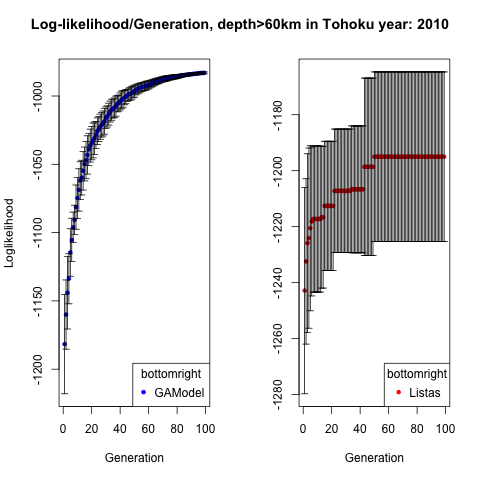 Log-likelihood/Generation, depth>60km in Tohoku year: 2010
Loglikelihood
-1000
-1050
-1100
-1150
-1200
bottomright
GAModel
0 20 40 60 80 100
Generation
-1180
-1200
-1220
-1240
-1260
-1280
bottomright
Listas
0 20 40 60 80 100
Generation